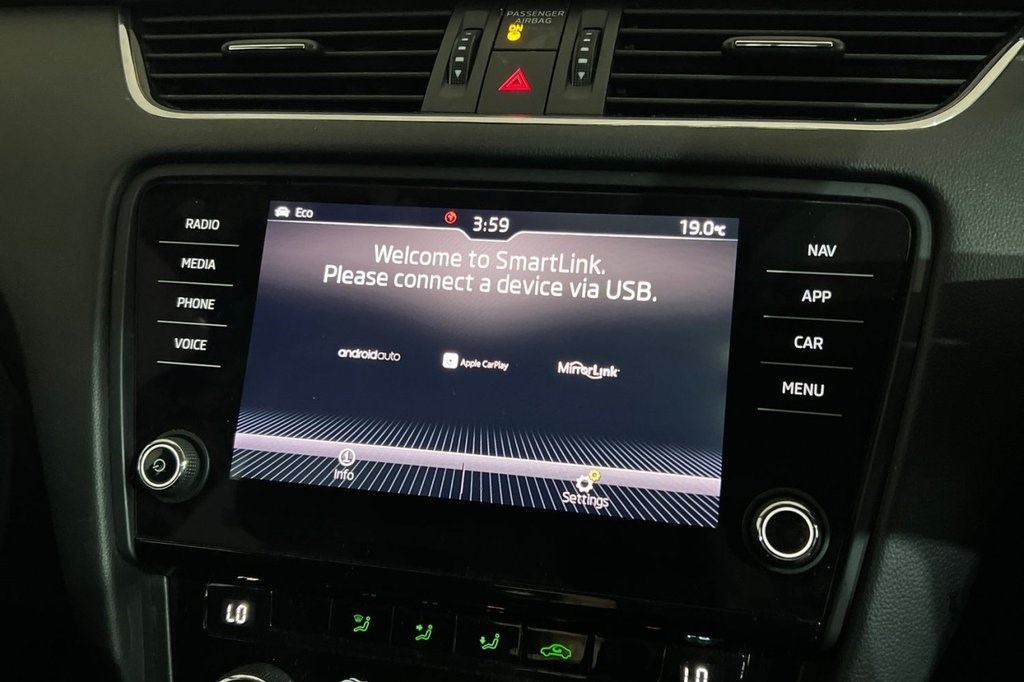 PASSENGER
AIRBAG
ON
Eco
3:59
19.0°C
Welcome to SmartLink.
Please connect a device via USB.
androidauto
Apple CarPlay
MirrorLink
Info
Settings
RADIO
MEDIA
PHONE
VOICE
NAV
APP
CAR
MENU
LO
LO